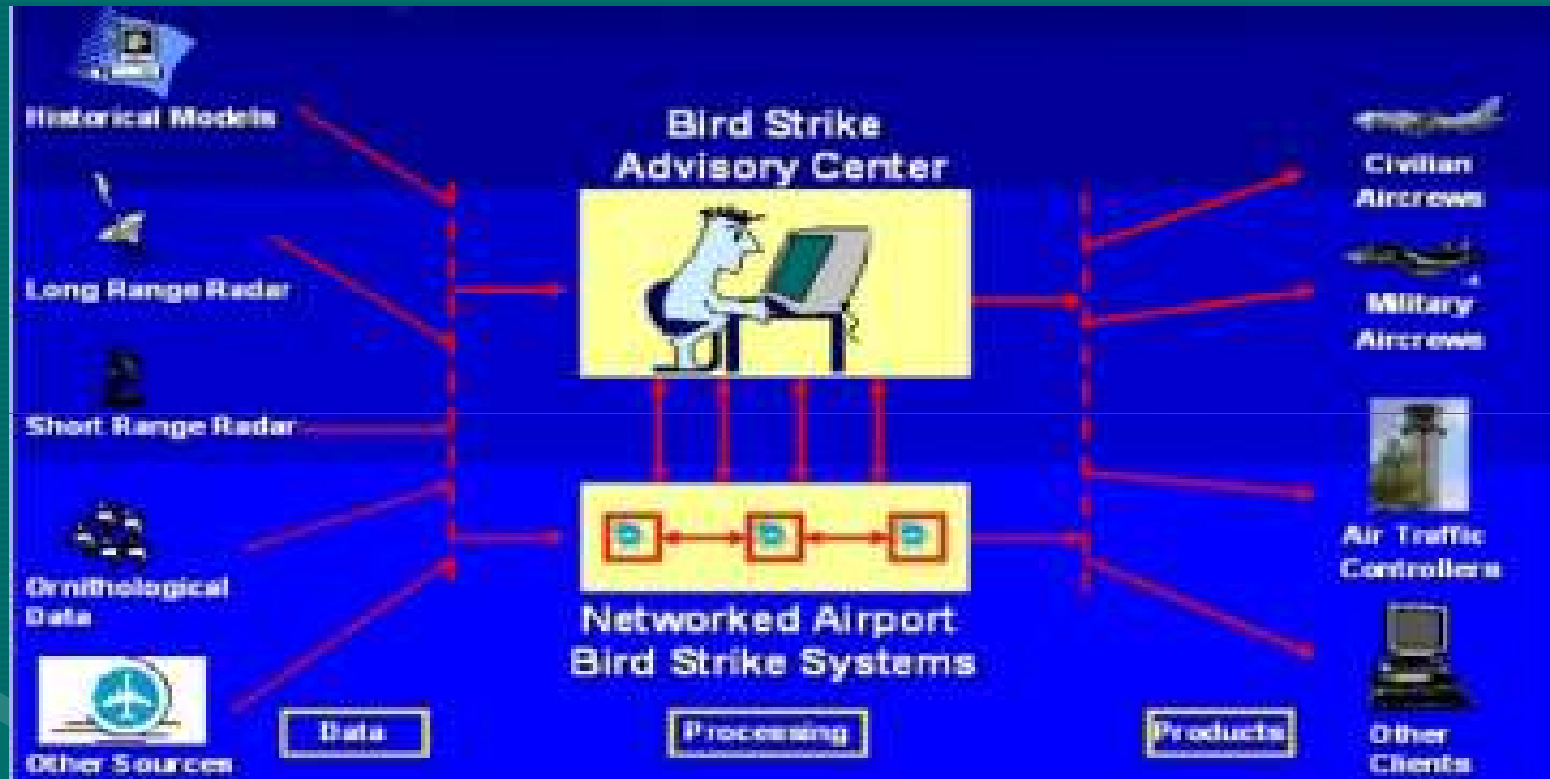 Historical Models
Long Range Radar
Short Range Radar
Ornithological
Data
Other Sources
Data
Bird Strike
Advisory Center
Networked Airport
Bird Strike Systems
Processing
Civilian
Aircrews
Military
Aircrews
Air Traffic
Controllers
Other
Clients
Products